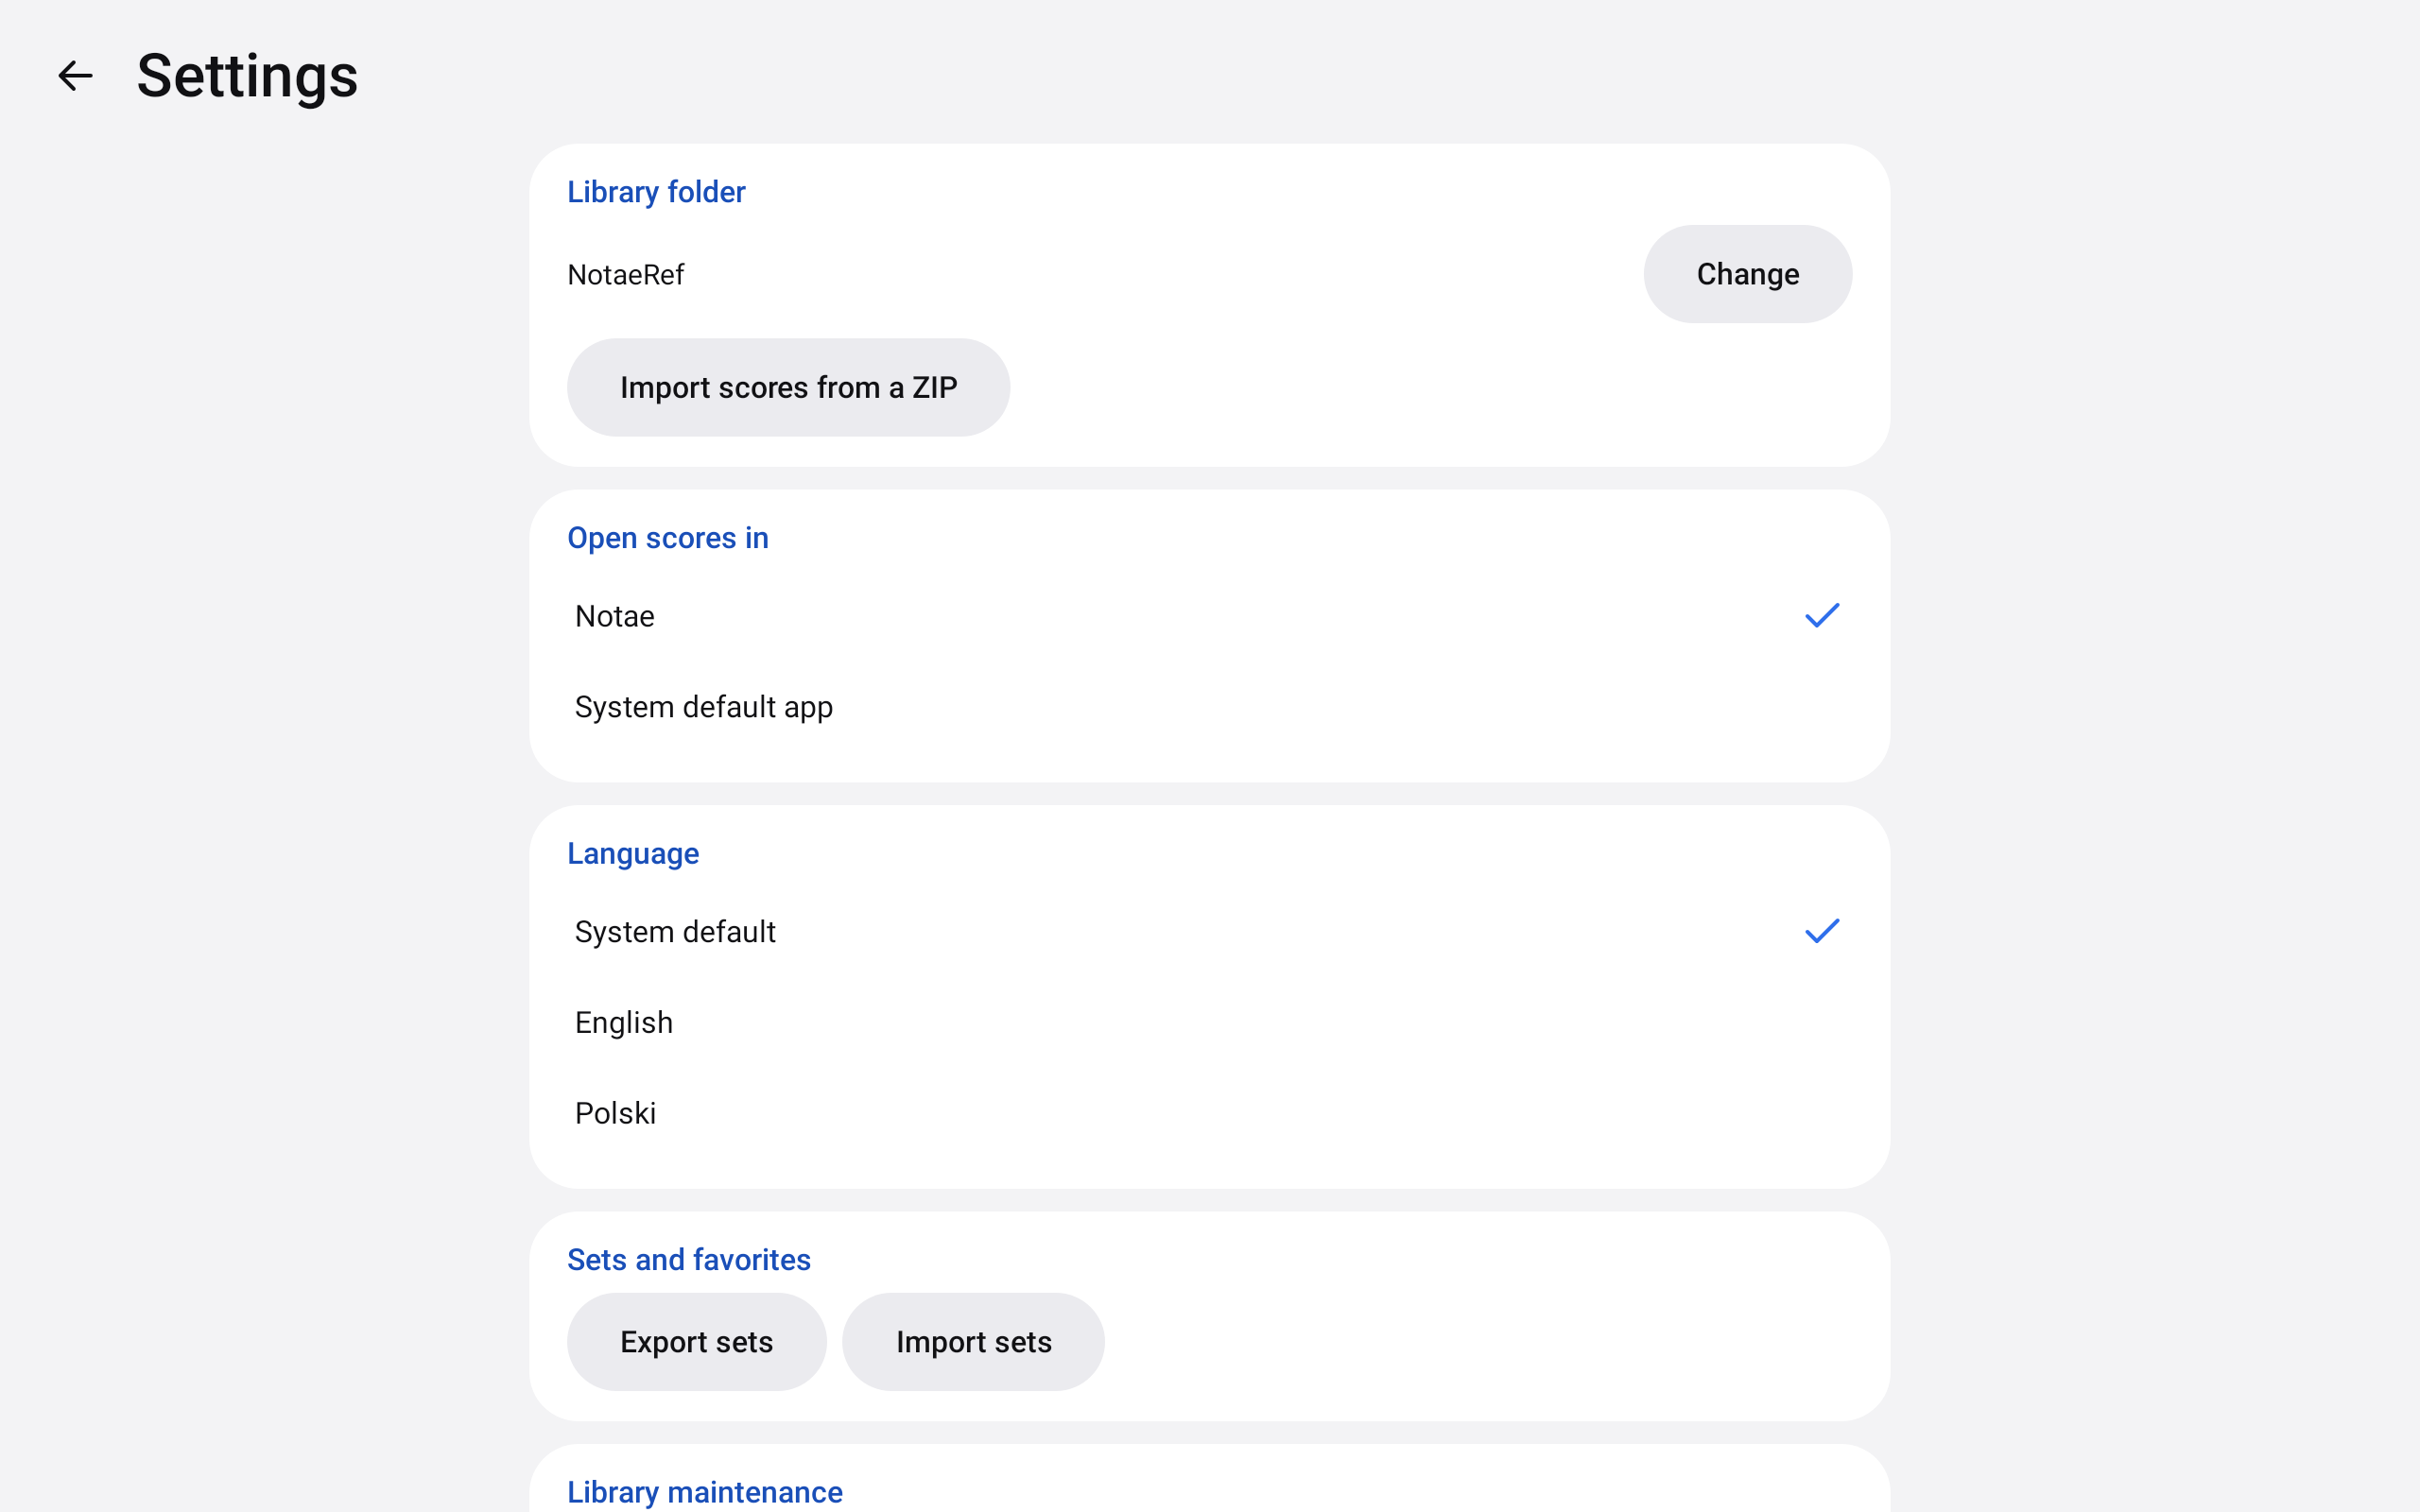 Settings
Library folder
NotaeRef
Change
Import scores from a ZIP
Open scores in
Notae
System default app
Language
System default
English
Polski
Sets and favorites
Export sets
Import sets
Library maintenance